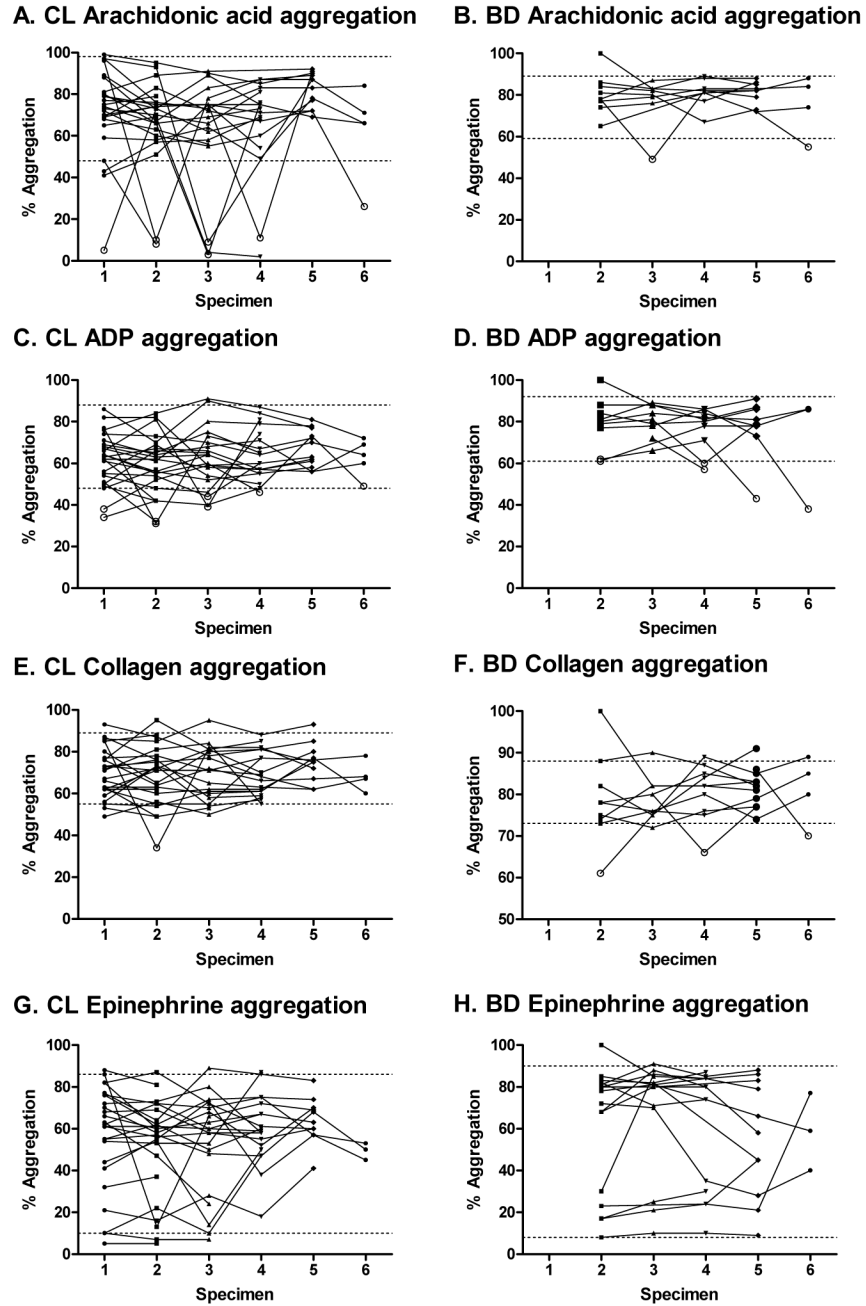 A. CL Arachidonic acid aggregation
% Aggregation
100
80
60
40
20
0
1 2 3 4 5 6
Specimen
B. BD Arachidonic acid aggregation
% Aggregation
100
80
60
40
20
0
1 2 3 4 5 6
Specimen
C. CL ADP aggregation
% Aggregation
100
80
60
40
20
0
1 2 3 4 5 6
Specimen
D. BD ADP aggregation
% Aggregation
100
80
60
40
20
0
1 2 3 4 5 6
Specimen
E. CL Collagen aggregation
% Aggregation
100
80
60
40
20
0
1 2 3 4 5 6
Specimen
F. BD Collagen aggregation
% Aggregation
100
90
80
70
60
50
1 2 3 4 5 6
Specimen
G. CL Epinephrine aggregation
% Aggregation
100
80
60
40
20
0
1 2 3 4 5 6
Specimen
H. BD Epinephrine aggregation
% Aggregation
100
80
60
40
20
0
1 2 3 4 5 6
Specimen